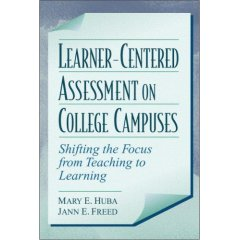 LEARNER-CENTERED
ASSESSMENT ON
COLLEGE CAMPUSES
Shifting the Focus
from Teaching to
Learning
MARY E. HUBA
JANN E. FREED